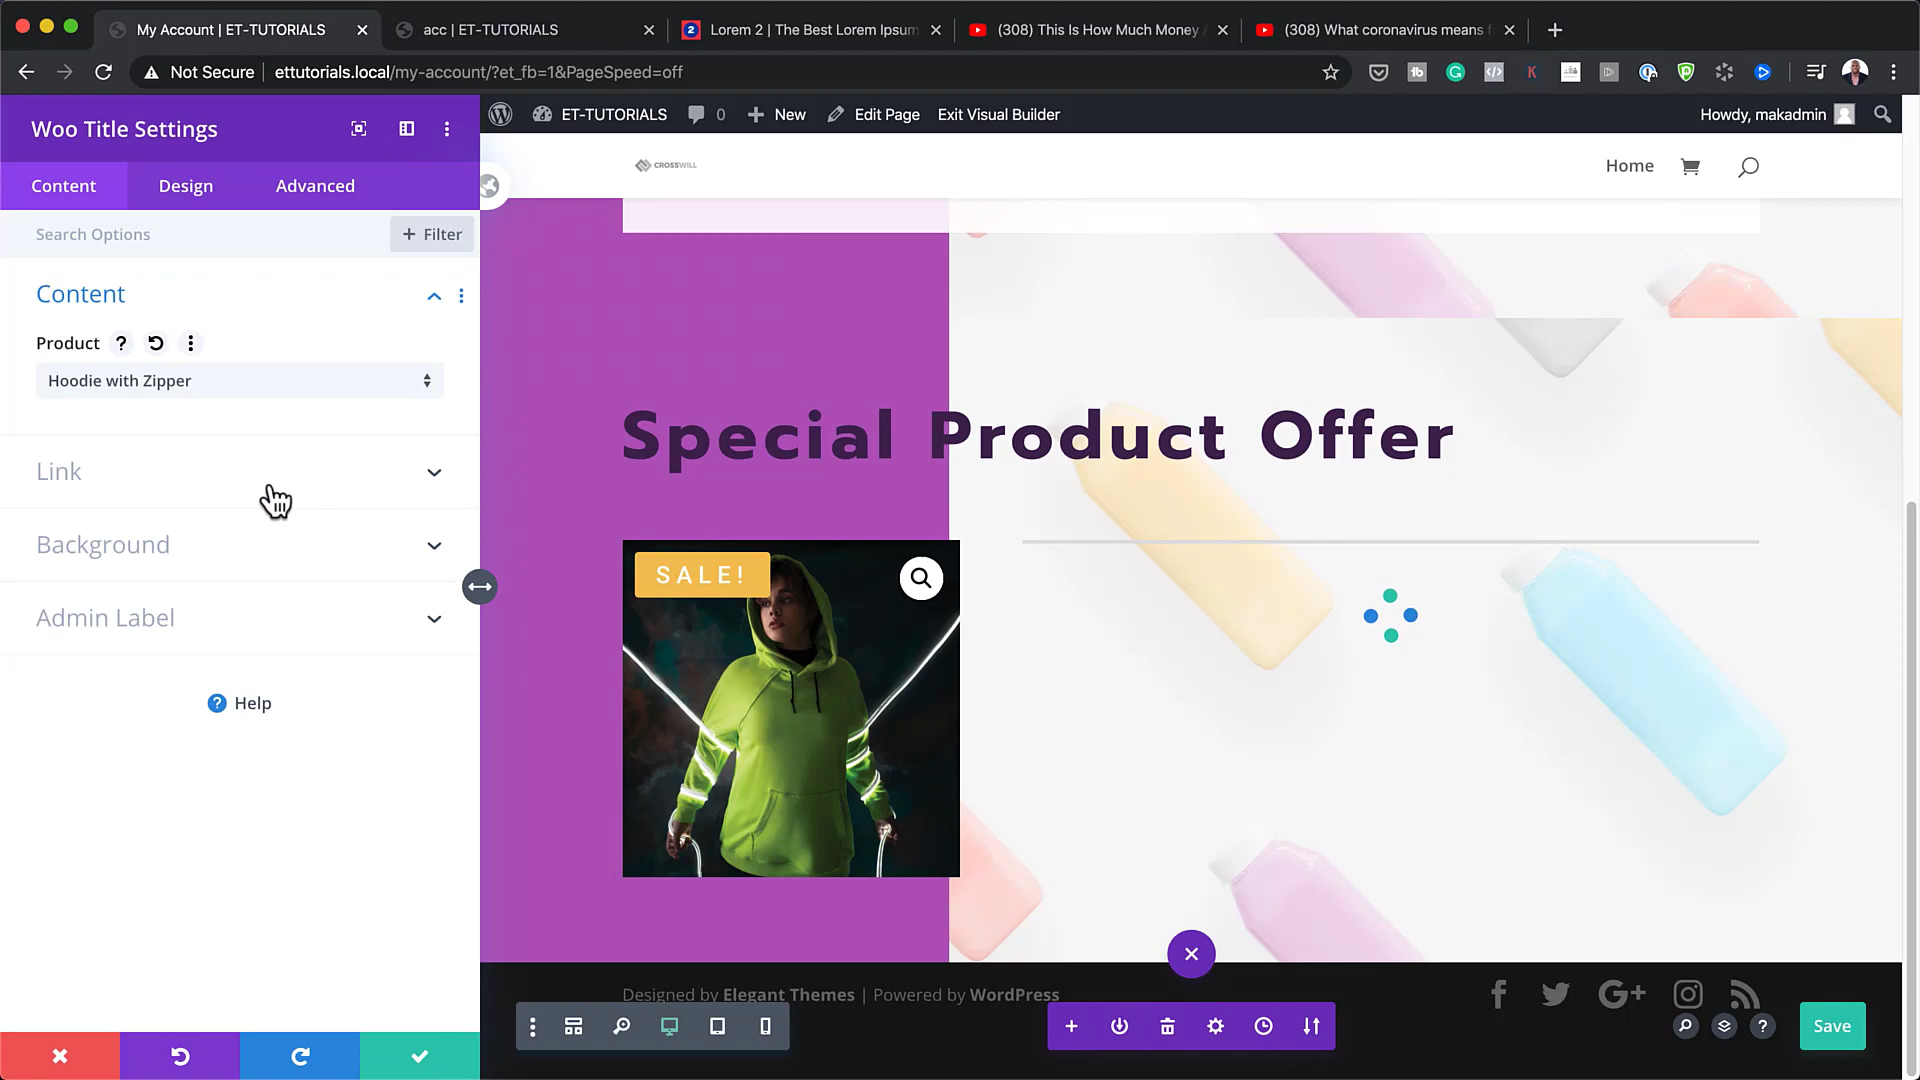 My Account | ET-TUTORIALS
acc | ET-TUTORIALS
Lorem 2 | The Best Lorem Ipsum
(308) This Is How Much Money
(308) What coronavirus means
Not Secure
ettutorials.local/my-account/?et_fb=1&PageSpeed=off
Woo Title Settings
ET-TUTORIALS
0
New
Edit Page
Exit Visual Builder
Howdy, makadmin
CROSSWILL
Home
Content
Design
Advanced
Search Options
+ Filter
Content
Product
Hoodie with Zipper
Special Product Offer
Link
Background
SALE!
Admin Label
Help
Designed by Elegant Themes | Powered by WordPress
Save